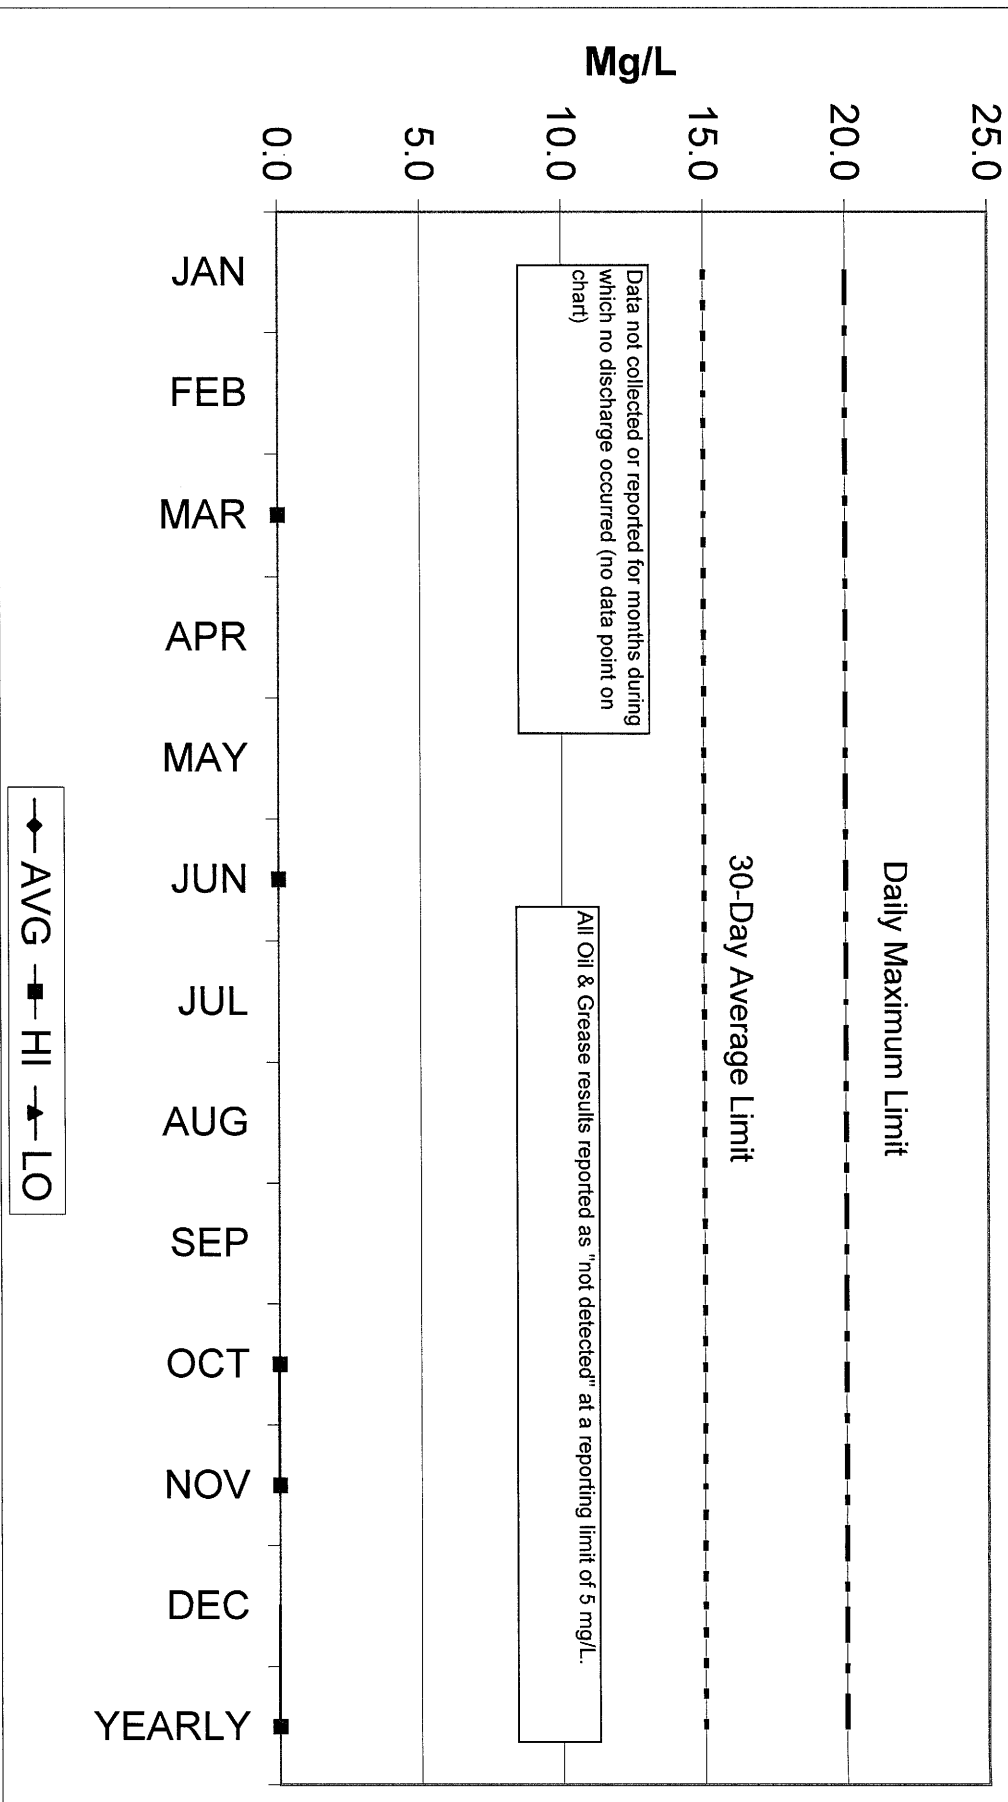 Mg/L
25.0
20.0
15.0
10.0
5.0
0.0
Daily Maximum Limit
30-Day Average Limit
Data not collected or reported for months during
which no discharge occurred (no data point on
chart)
All Oil & Grease results reported as "not detected" at a reporting limit of 5 mg/L.
JAN
FEB
MAR
APR
MAY
JUN
JUL
AUG
SEP
OCT
NOV
DEC
YEARLY
AVG HI LO